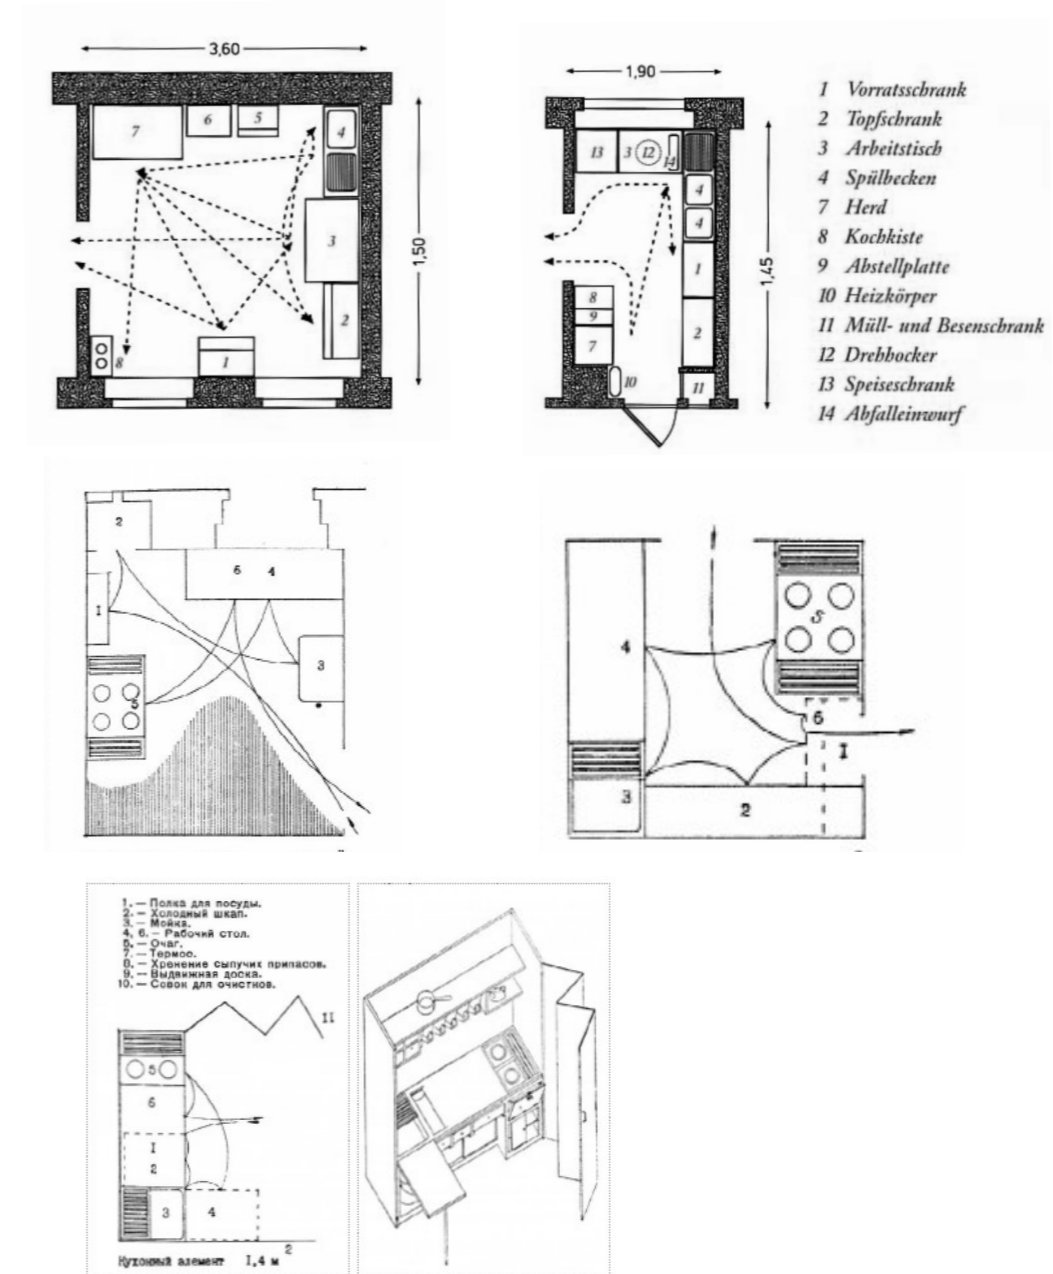 3,60
7
6
5
4
3
2
1
8
1,50
1,90
13
3
12
14
4
4
1
2
8
9
7
10
11
1,45
1 Vorratsschrank
2 Topfschrank
3 Arbeitstisch
4 Spülbecken
7 Herd
8 Kochkiste
9 Abstellplatte
10 Heizkörper
11 Müll- und Besenschrank
12 Drehhocker
13 Speiseschrank
14 Abfalleinwurf
2
6 4
I
3
5
4
5
6
I
3
2
1.— Полка для посуды.
2.— Холодный шкап.
3.— Мойка.
4, 6.— Рабочий стол.
5.— Очаг.
7.— Термос.
8.— Хранение сыпучих припасов.
9.— Выдвижная доска.
10.— Совок для очистков.
II
5
6
I
2
3
4
2
Кухонный элемент I,4 м